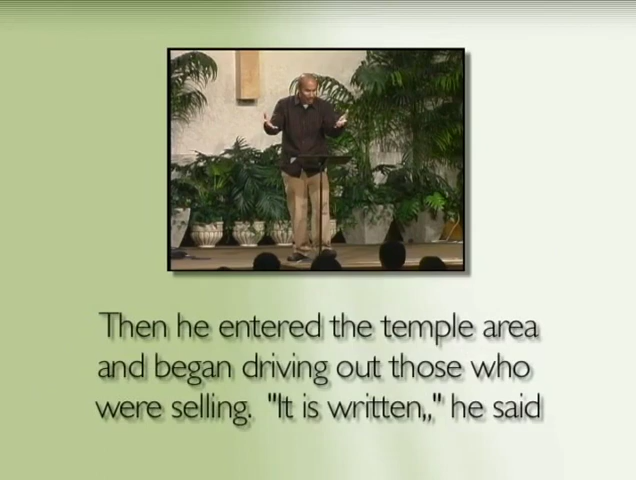 Then he entered the temple area
and began driving out those who
were selling. "It is written,," he said